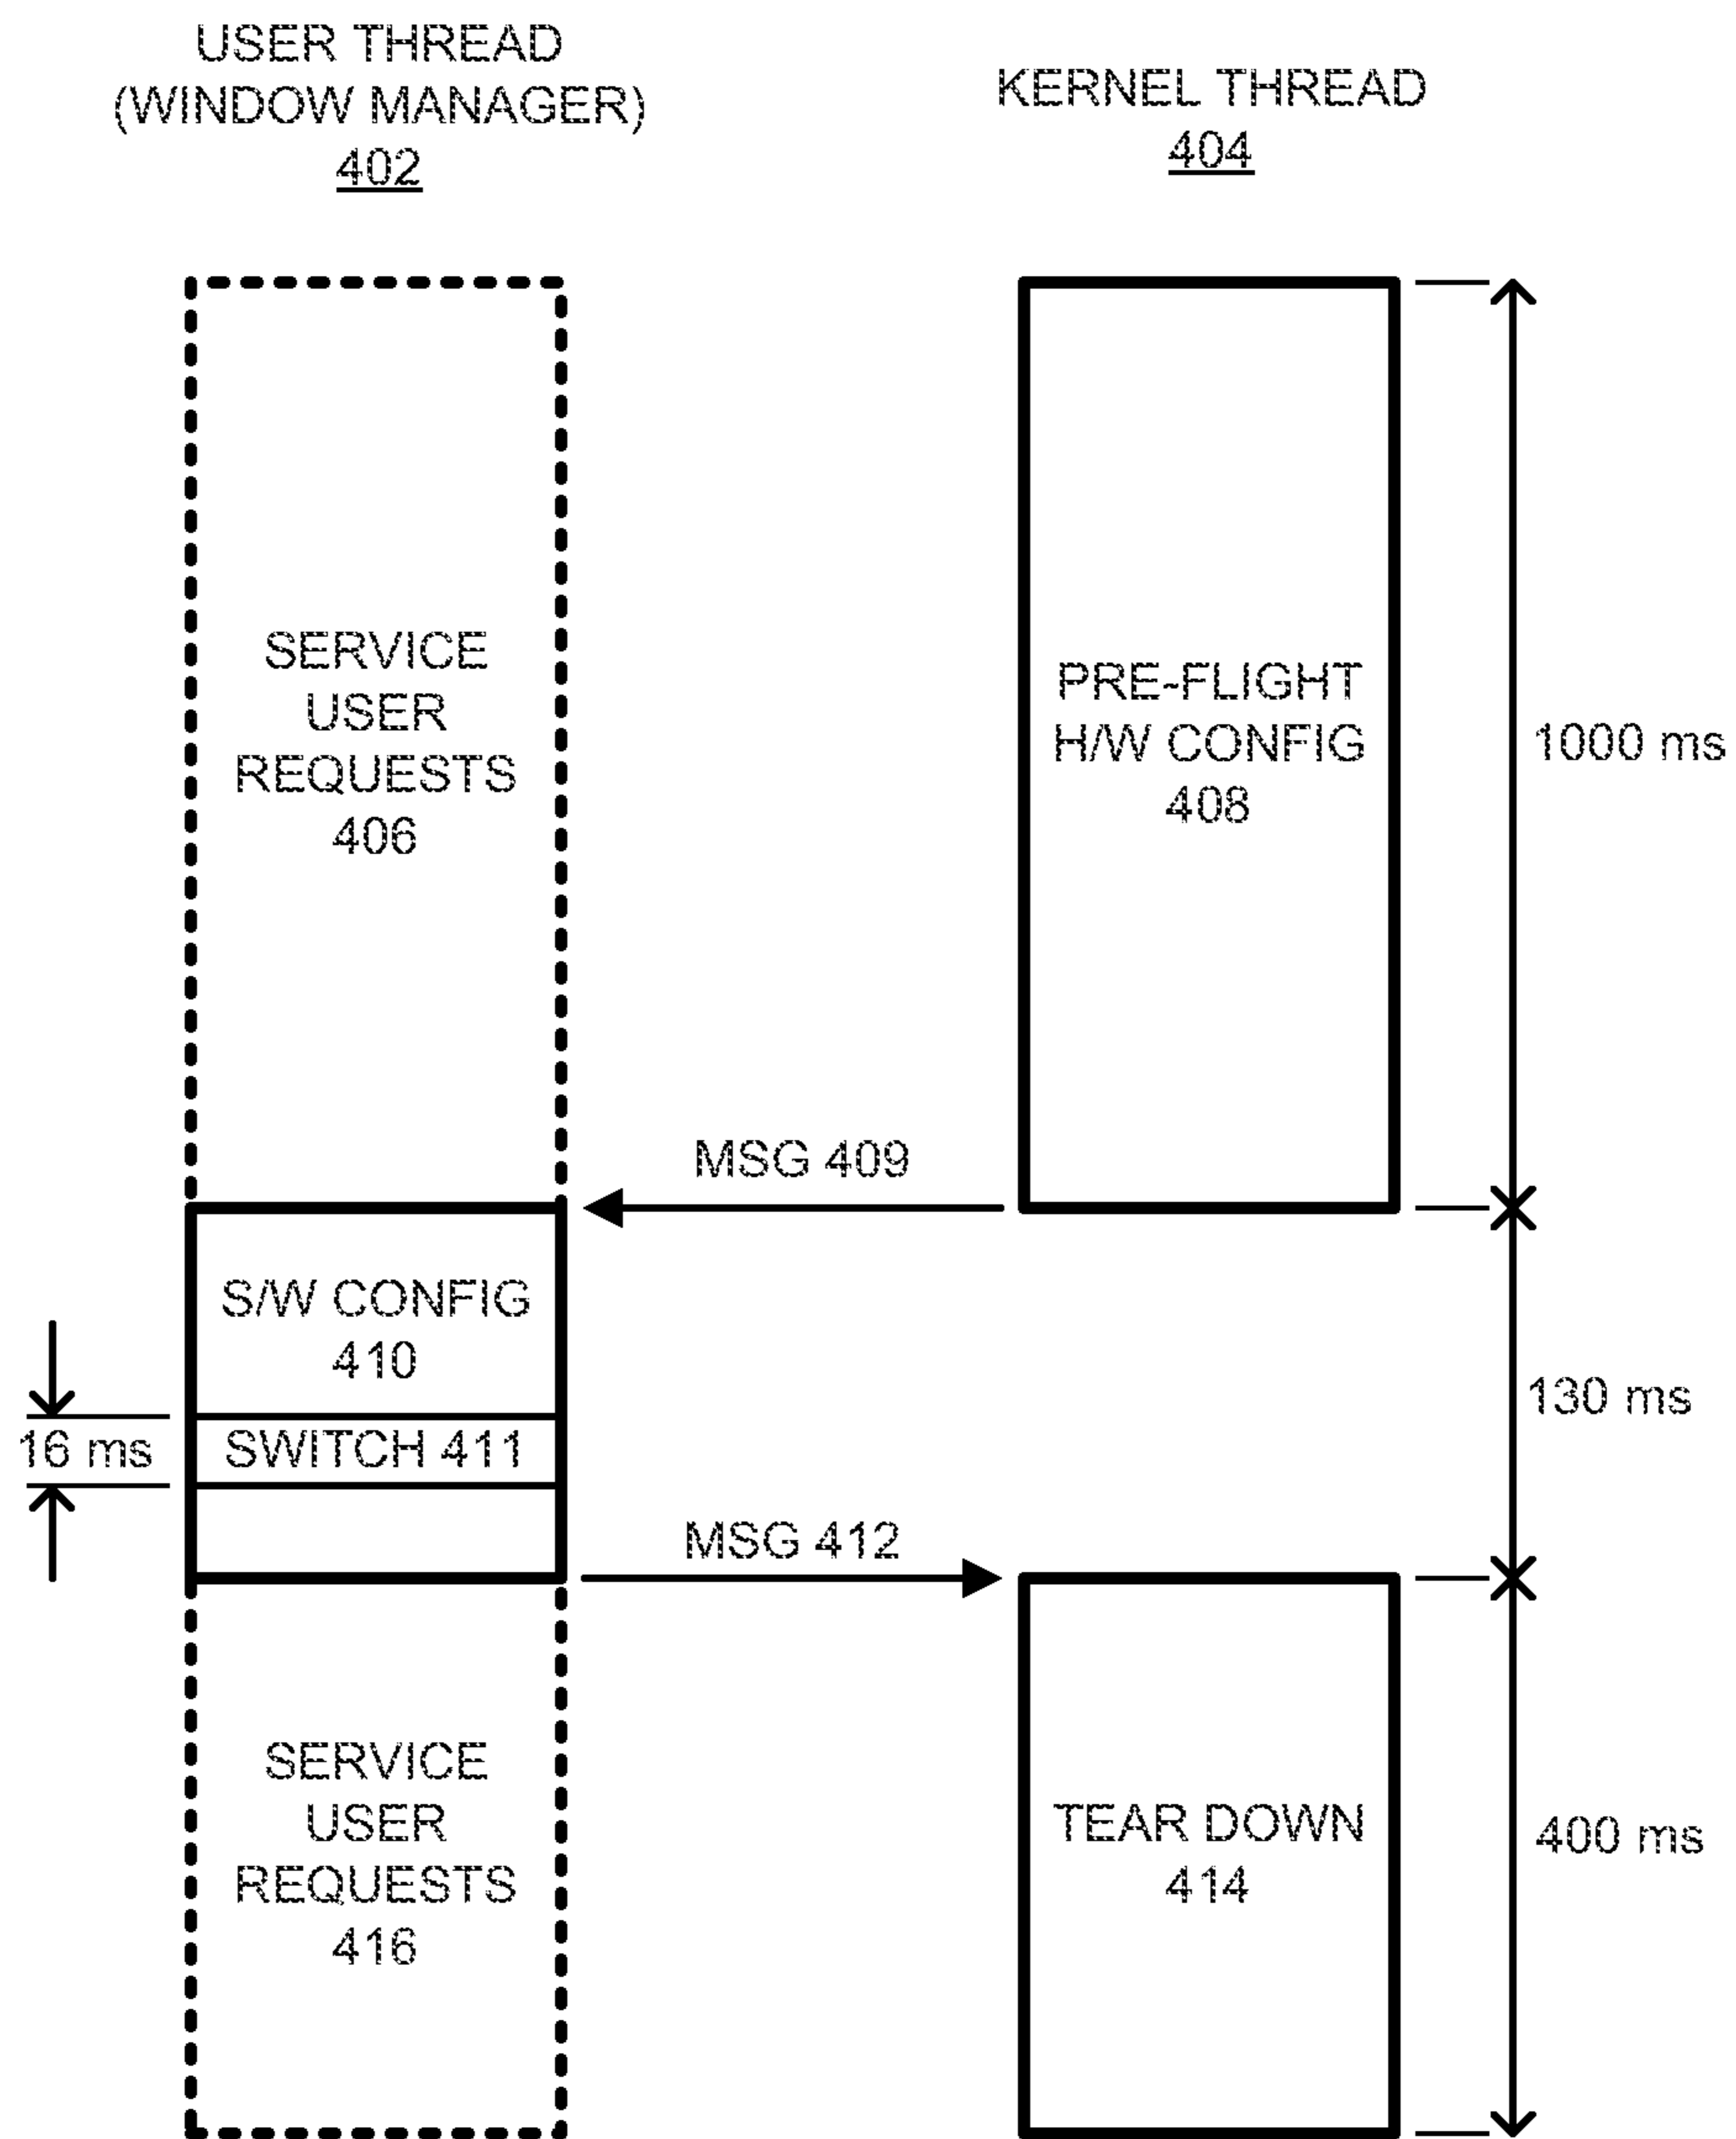 USER THREAD
(WINDOW MANAGER)
402
KERNEL THREAD
404
SERVICE
USER
REQUESTS
406
PRE-FLIGHT
H/W CONFIG
408
1000 ms
MSG 409
S/W CONFIG
410
130 ms
16 ms
SWITCH 411
MSG 412
SERVICE
USER
REQUESTS
416
TEAR DOWN
414
400 ms